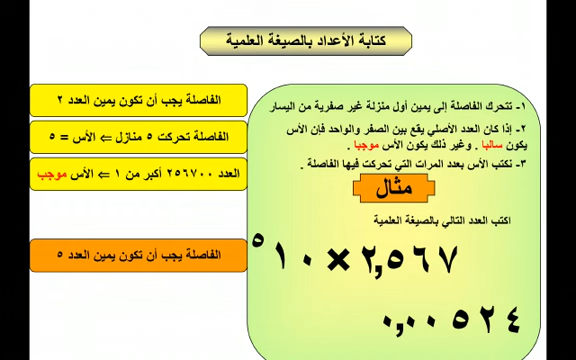 كتابة الأعداد بالصيغة العلمية
١- تتحرك الفاصلة إلى يمين أول منزلة غير صفرية من اليسار
٢- إذا كان العدد الأصلي يقع بين الصفر والواحد فإن الأس
يكون سالبا . وغير ذلك يكون الأس موجبا .
٣- نكتب الأس بعدد المرات التي تحركت فيها الفاصلة .
مثال
اكتب العدد التالي بالصيغة العلمية
٢,٥٦٧ × ١٠ ٥
٠,٠٠٥٢٤
الفاصلة يجب أن تكون يمين العدد ٢
الفاصلة تحركت ٥ منازل ⇐ الأس = ٥
العدد ٢٥٦٧٠٠ أكبر من ١ ⇐ الأس موجب
الفاصلة يجب أن تكون يمين العدد ٥